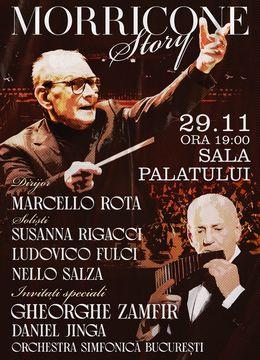 MORRICONE
Story
29.11
ORA 19:00
SALA
PALATULUI
Dirijor
MARCELLO ROTA
Soliști
SUSANNA RIGACCI
LUDOVICO FULCI
NELLO SALZA
Invitați speciali
GHEORGHE ZAMFIR
DANIEL JINGA
ORCHESTRA SIMFONICĂ BUCUREȘTI